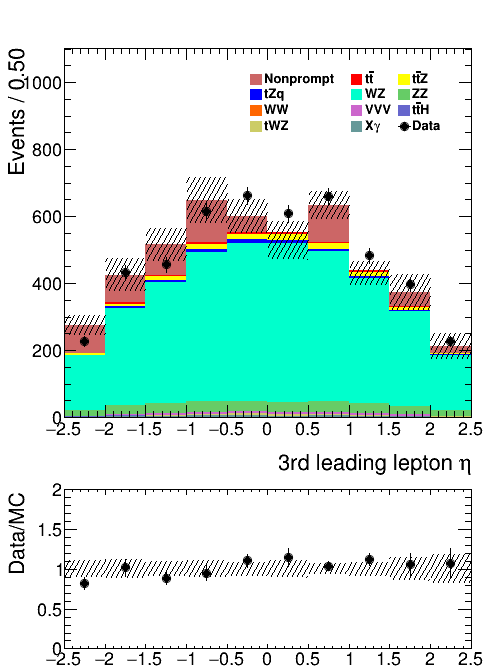 Events / 0.50
1000
800
600
400
200
0
Nonprompt tt̄ tt̄Z
tZq WZ ZZ
WW VVV tt̄H
tWZ Xγ Data
−2.5 −2 −1.5 −1 −0.5 0 0.5 1 1.5 2 2.5
3rd leading lepton η
Data/MC
2
1.5
1
0.5
0
−2.5 −2 −1.5 −1 −0.5 0 0.5 1 1.5 2 2.5